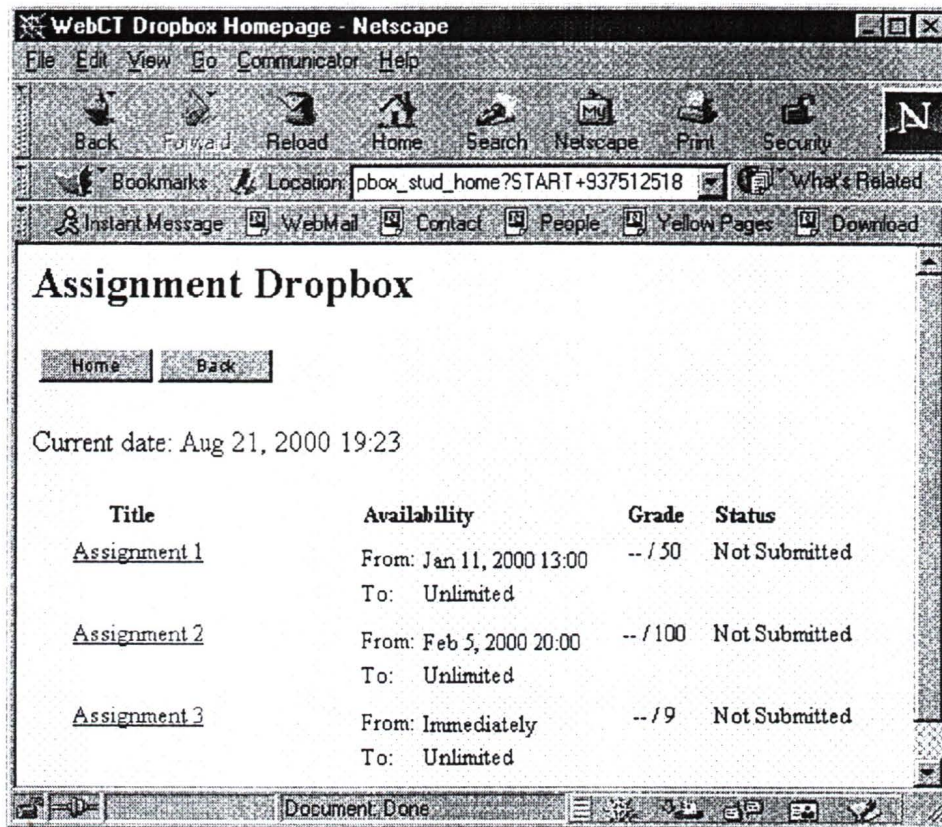 WebCT Dropbox Homepage - Netscape
File Edit View Go Communicator Help
Back Forward Reload Home Search Netscape Print Security N
My
Bookmarks Location: pbox_stud_home?START+937512518 What's Related
Instant Message WebMail Contact People Yellow Pages Download
Assignment Dropbox
Home Back
Current date: Aug 21, 2000 19:23
Title Availability Grade Status
Assignment 1 From: Jan 11, 2000 13:00 -- / 50 Not Submitted
To: Unlimited
Assignment 2 From: Feb 5, 2000 20:00 -- / 100 Not Submitted
To: Unlimited
Assignment 3 From: Immediately -- / 9 Not Submitted
To: Unlimited
Document: Done